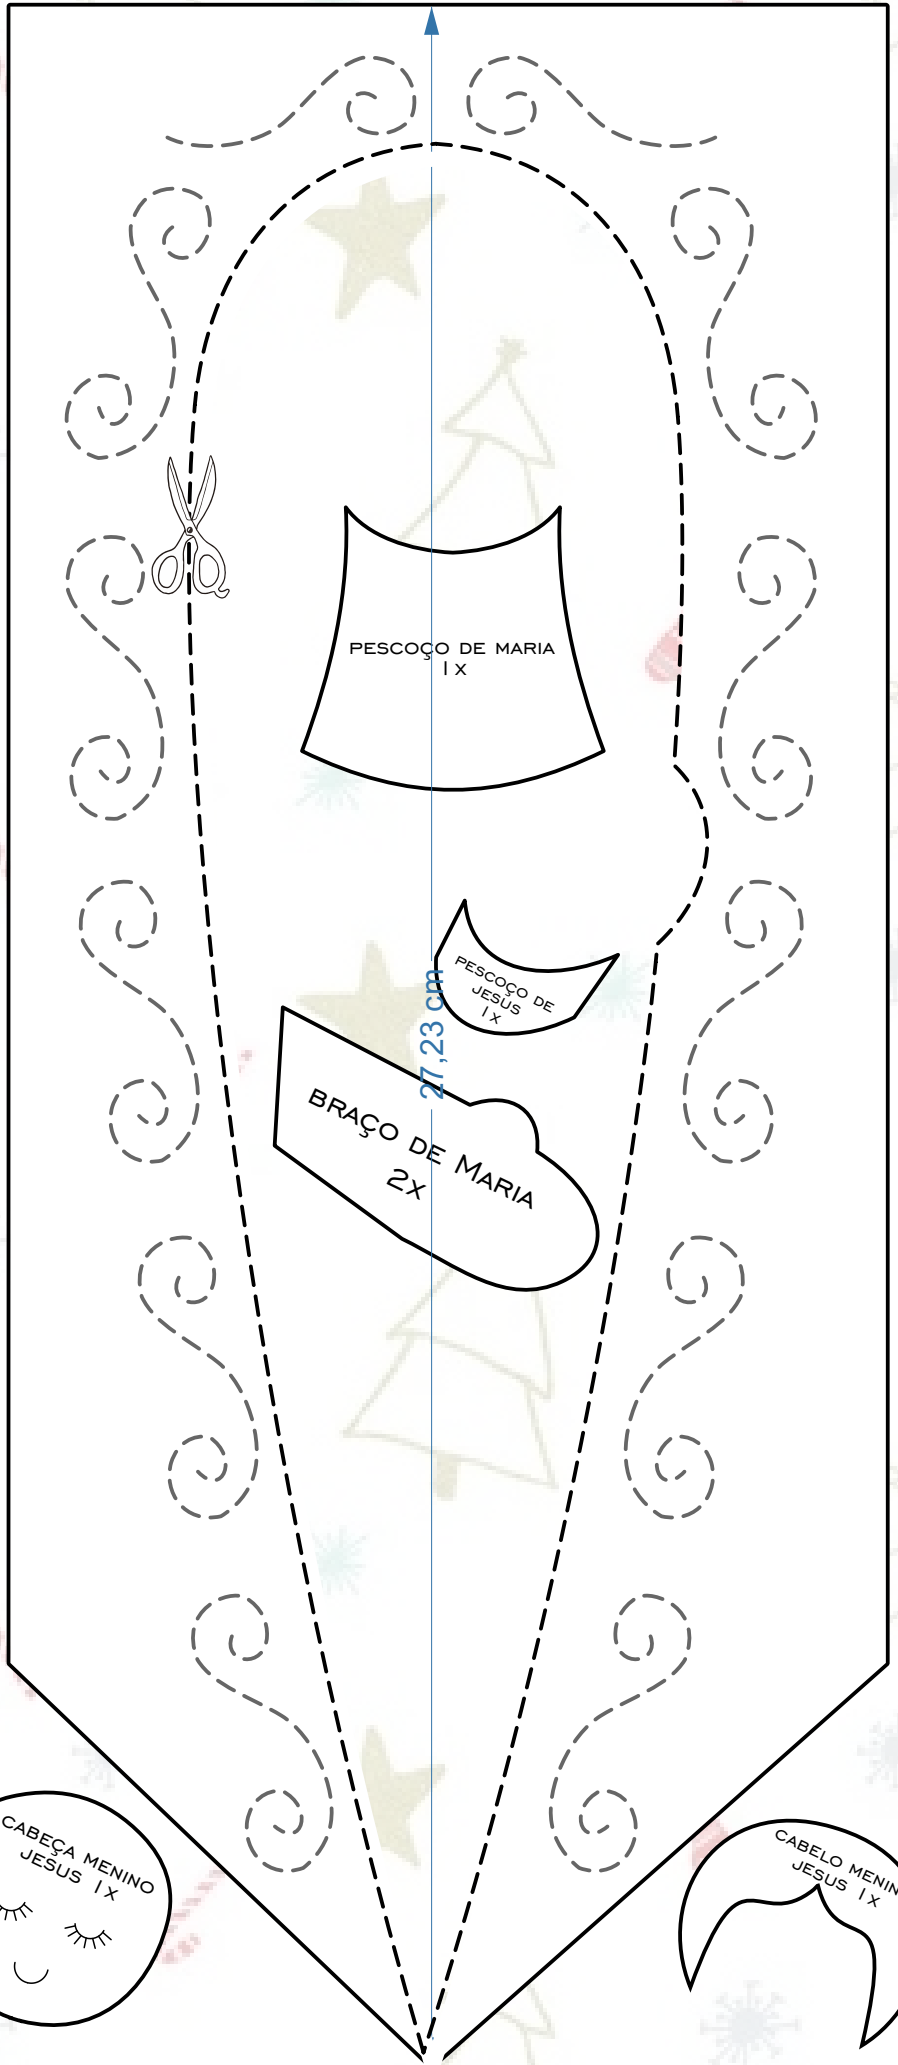 PESCOÇO DE MARIA
1X
PESCOÇO DE
JESUS
1X
27,23 cm
BRAÇO DE MARIA
2X
CABEÇA MENINO
JESUS 1X
CABELO MENIN
JESUS 1X